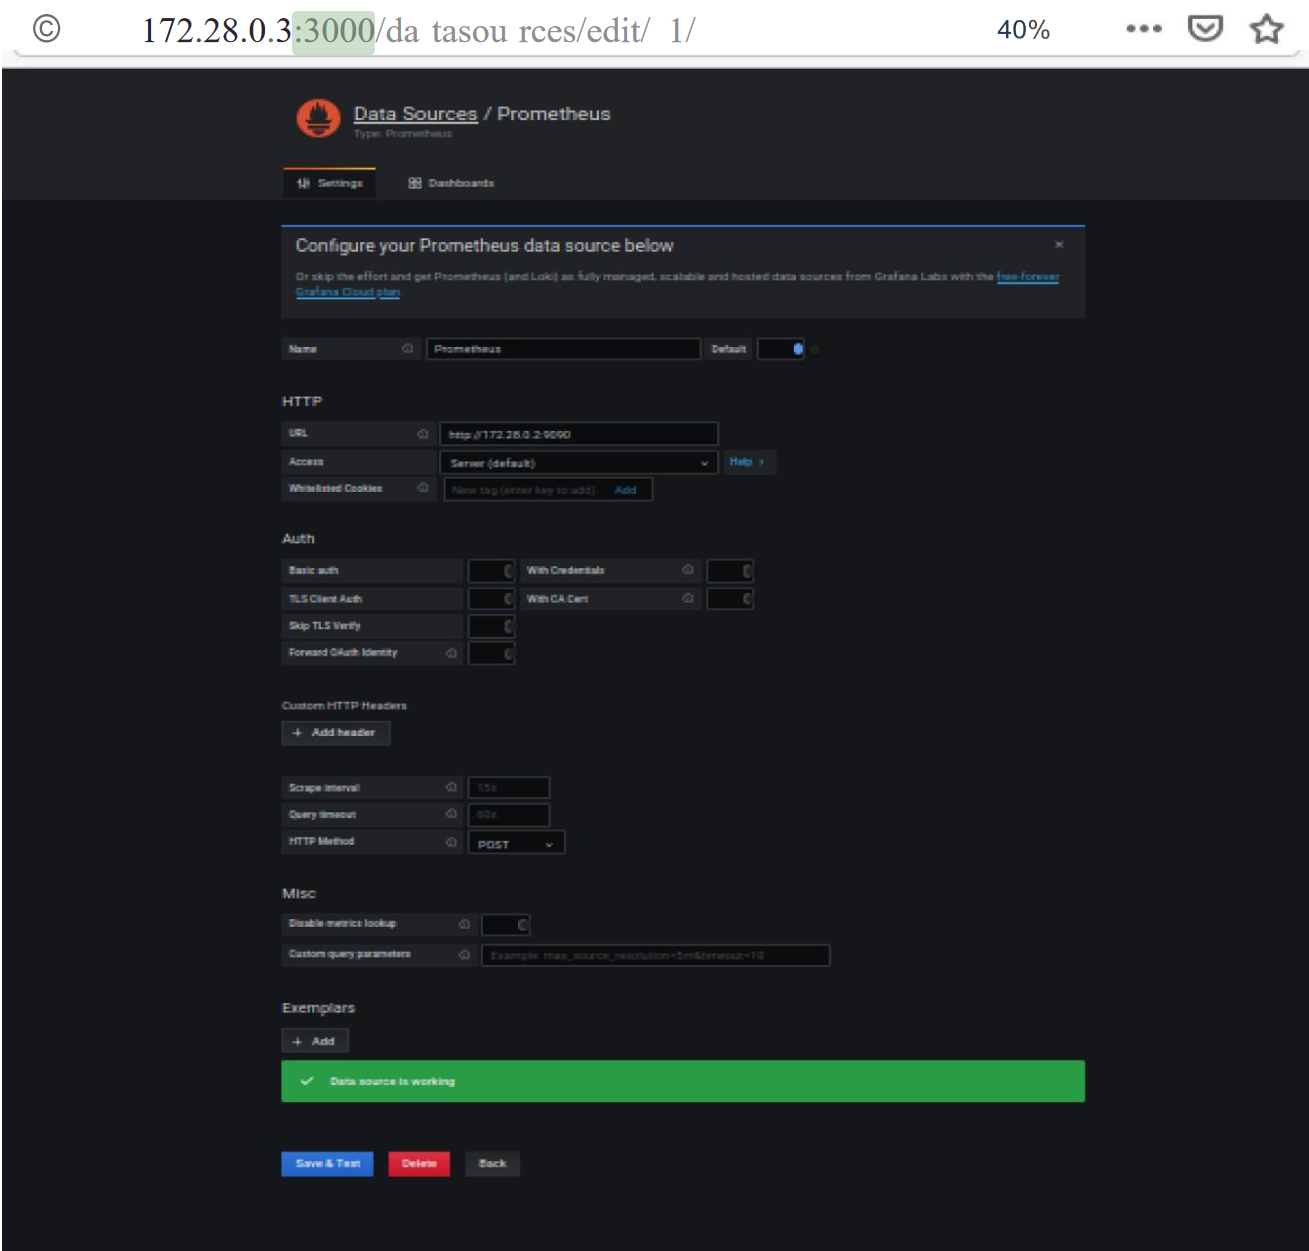 172.28.0.3:3000/da tasou rces/edit/ 1/ 40%
Data Sources / Prometheus
Type: Prometheus
Settings Dashboards
Configure your Prometheus data source below
Or skip the effort and get Prometheus (and Loki) as fully managed, scalable and hosted data sources from Grafana Labs with the free-forever
Grafana Cloud plan.
Name Prometheus Default
HTTP
URL http://172.28.0.2:9090
Access Server (default) Help >
Whitelisted Cookies New tag (enter key to add) Add
Auth
Basic auth With Credentials
TLS Client Auth With CA Cert
Skip TLS Verify
Forward OAuth Identity
Custom HTTP Headers
+ Add header
Scrape interval 15s
Query timeout 60s
HTTP Method POST
Misc
Disable metrics lookup
Custom query parameters Example: max_source_resolution=5m&timeout=10
Exemplars
+ Add
Data source is working
Save & Test Delete Back